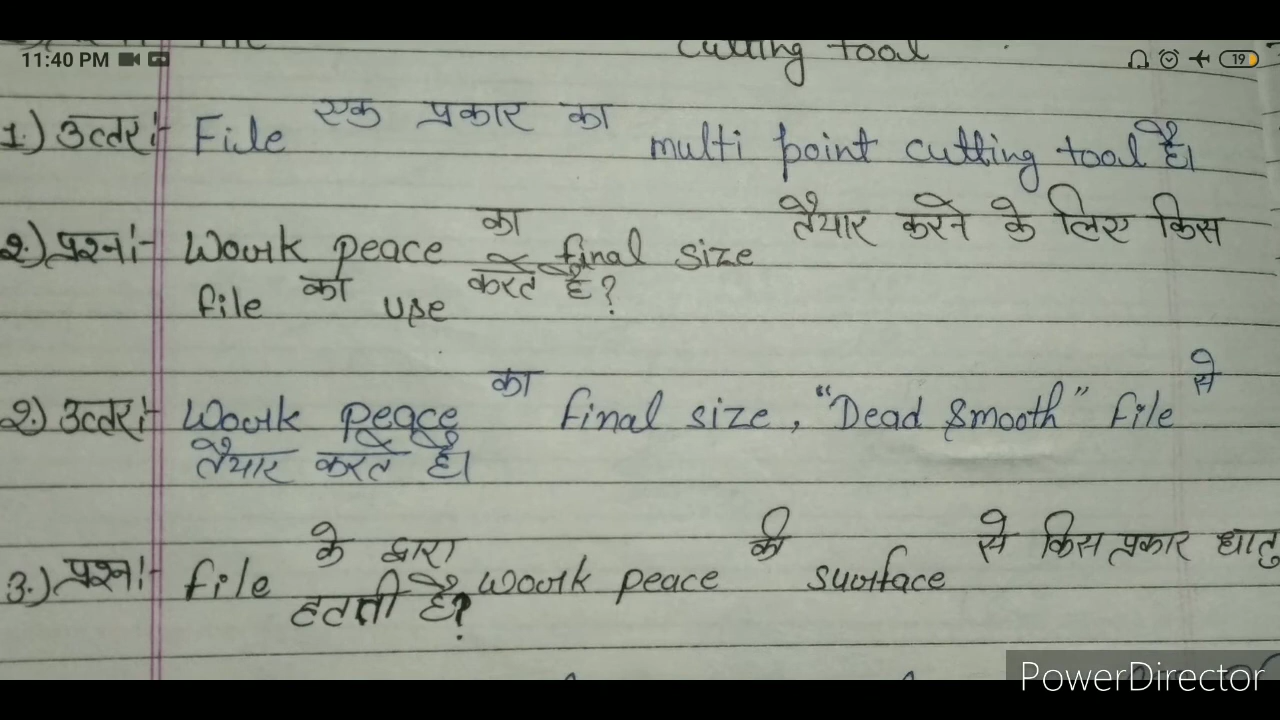 cutting tool
11:40 PM
19
1.) उत्तर:- File एक प्रकार का multi point cutting tool है।
2.) प्रश्न:- Work peace का final size तैयार करने के लिए किस
file का use करते है?
2.) उत्तर:- Work peace का final size, "Dead Smooth" file से
तैयार करते है।
3.) प्रश्न:- file के द्वारा work peace की surface से किस प्रकार धातु
हटाती है?
PowerDirector